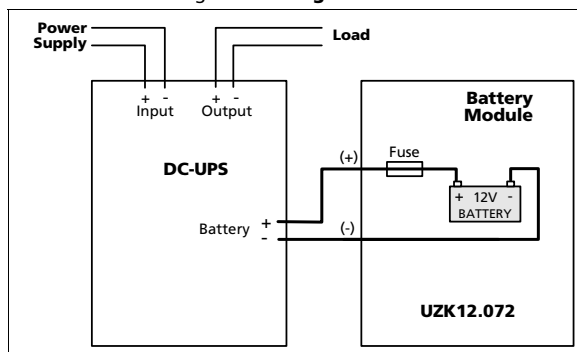 Power
Supply
Load
+ - + -
Input Output
DC-UPS
Battery
+
-
Battery
Module
(+)
Fuse
+ 12V -
BATTERY
(-)
UZK12.072